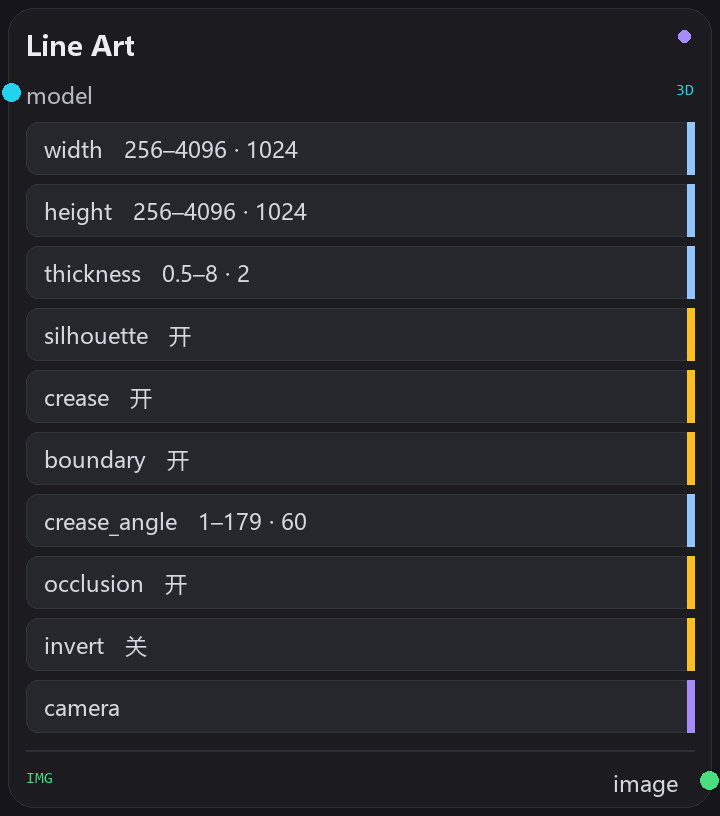 Line Art
model 3D
width 256–4096 · 1024
height 256–4096 · 1024
thickness 0.5–8 · 2
silhouette 开
crease 开
boundary 开
crease_angle 1–179 · 60
occlusion 开
invert 关
camera
IMG image